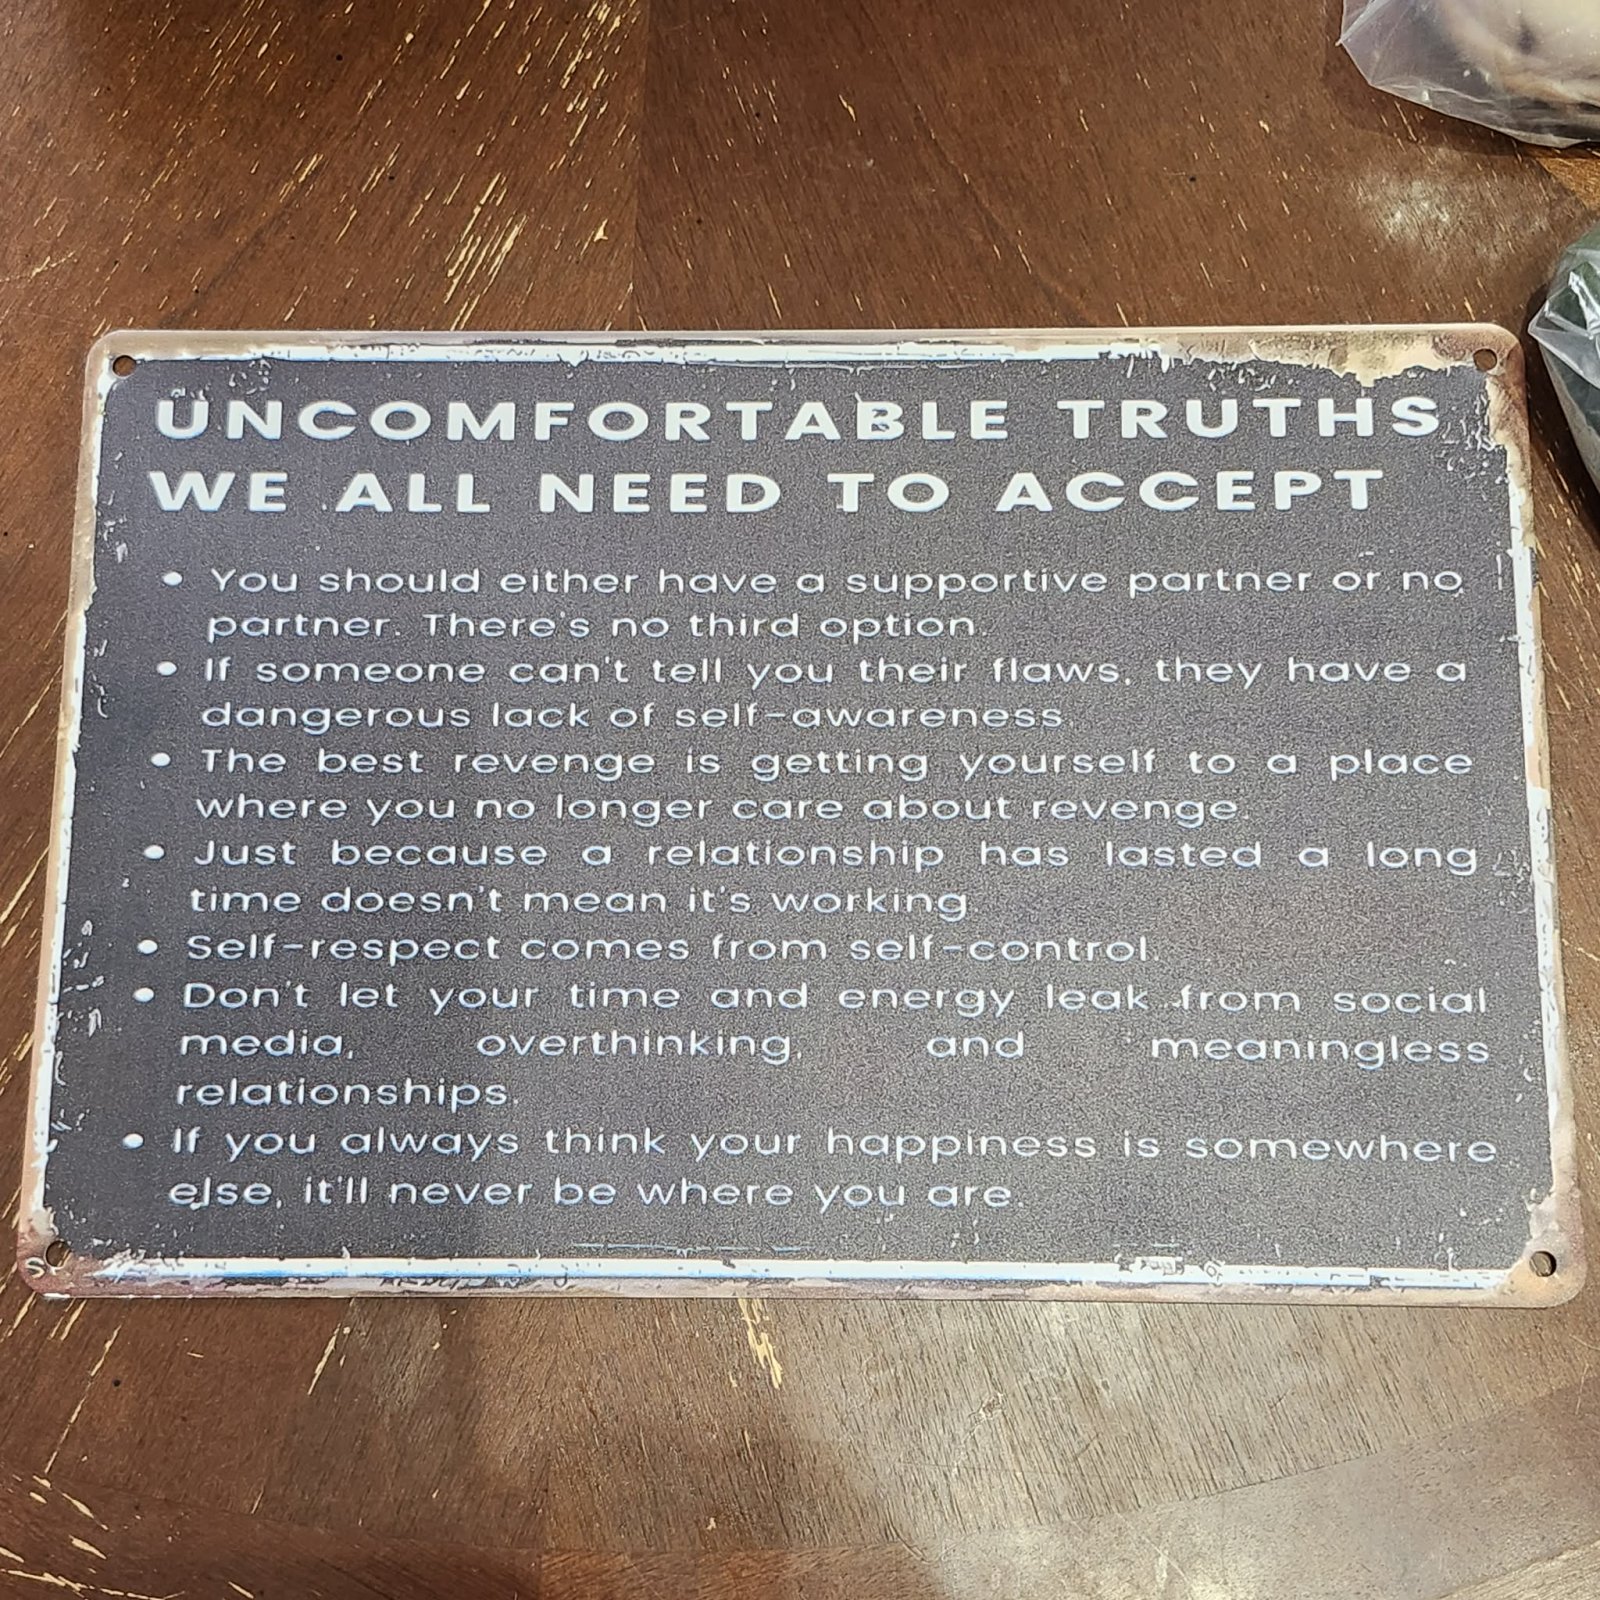 UNCOMFORTABLE TRUTHS
WE ALL NEED TO ACCEPT
• You should either have a supportive partner or no
partner. There's no third option.
• If someone can't tell you their flaws, they have a
dangerous lack of self-awareness
• The best revenge is getting yourself to a place
where you no longer care about revenge.
• Just because a relationship has lasted a long
time doesn't mean it's working.
• Self-respect comes from self-control.
• Don't let your time and energy leak from social
media, overthinking, and meaningless
relationships.
• If you always think your happiness is somewhere
else, it'll never be where you are.
S